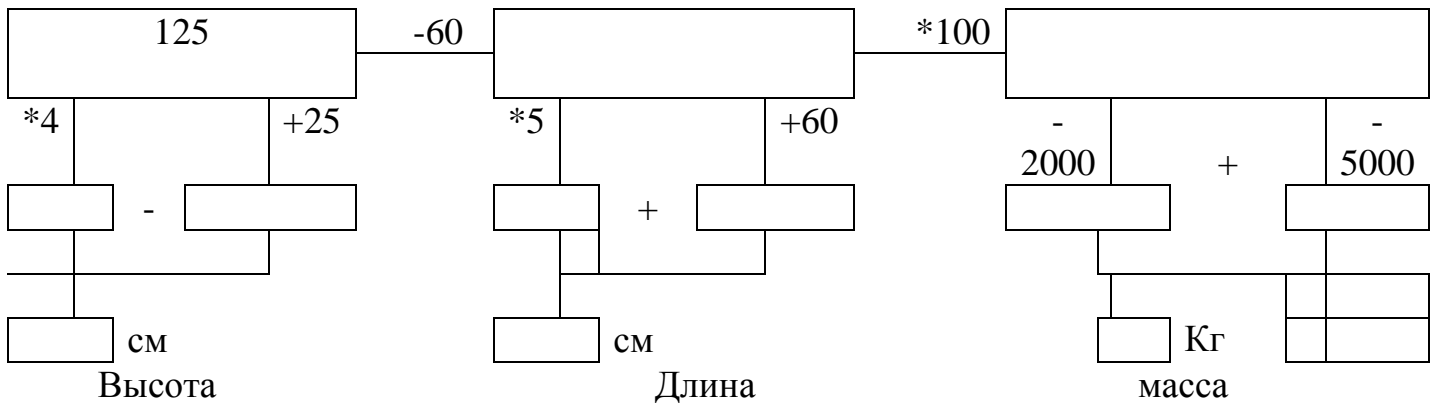 125 -60 *100
*4 +25 *5 +60 - -
2000 + 5000
- +
см см Кг
Высота Длина масса